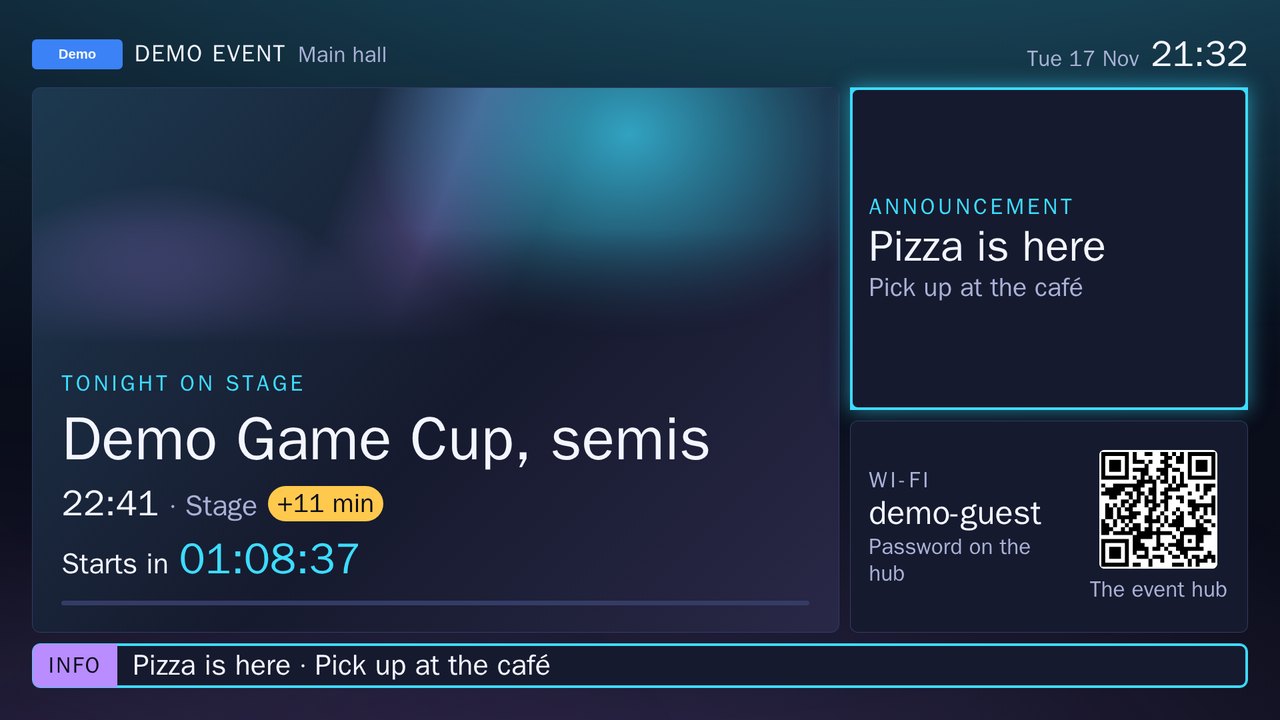 Demo DEMO EVENT Main hall
Tue 17 Nov 21:32
TONIGHT ON STAGE
Demo Game Cup, semis
22:41 · Stage +11 min
Starts in 01:08:37
ANNOUNCEMENT
Pizza is here
Pick up at the café
WI-FI
demo-guest
Password on the
hub
The event hub
INFO Pizza is here · Pick up at the café